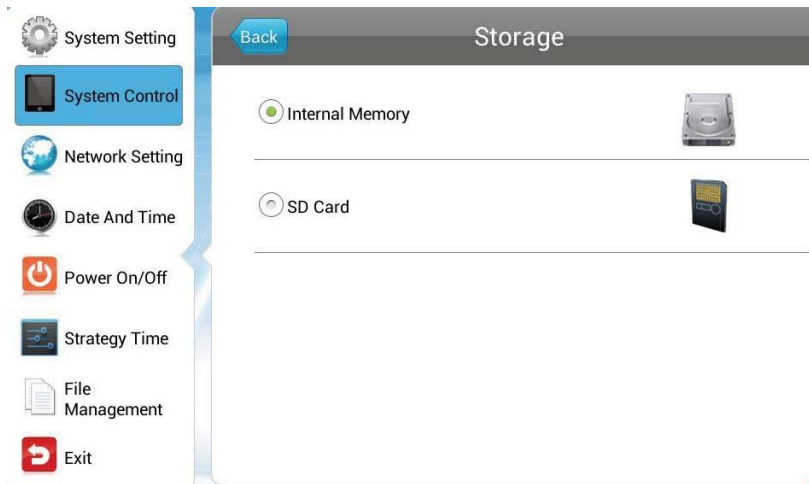 System Setting
System Control
Network Setting
Date And Time
Power On/Off
Strategy Time
File
Management
Exit
Back
Storage
Internal Memory
SD Card